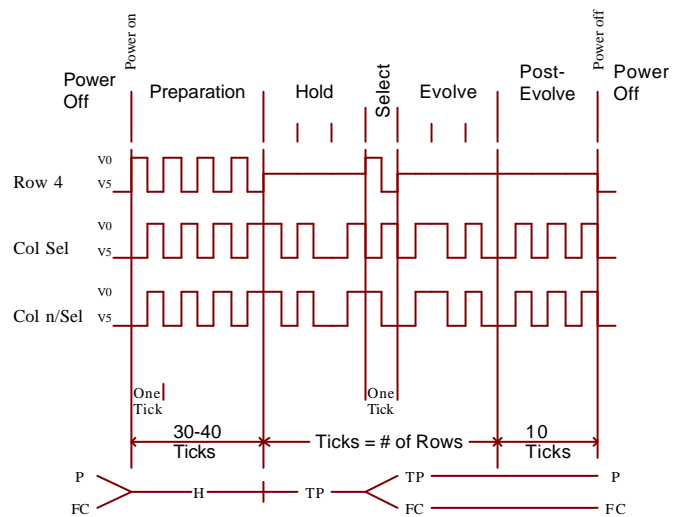 Power on
Power off
Power
Off
Preparation
Hold
Select
Evolve
Post-
Evolve
Power
Off
Row 4
V0
V5
Col Sel
V0
V5
Col n/Sel
V0
V5
One
Tick
One
Tick
30-40
Ticks
Ticks = # of Rows
10
Ticks
P
FC
H
TP
TP
FC
P
FC